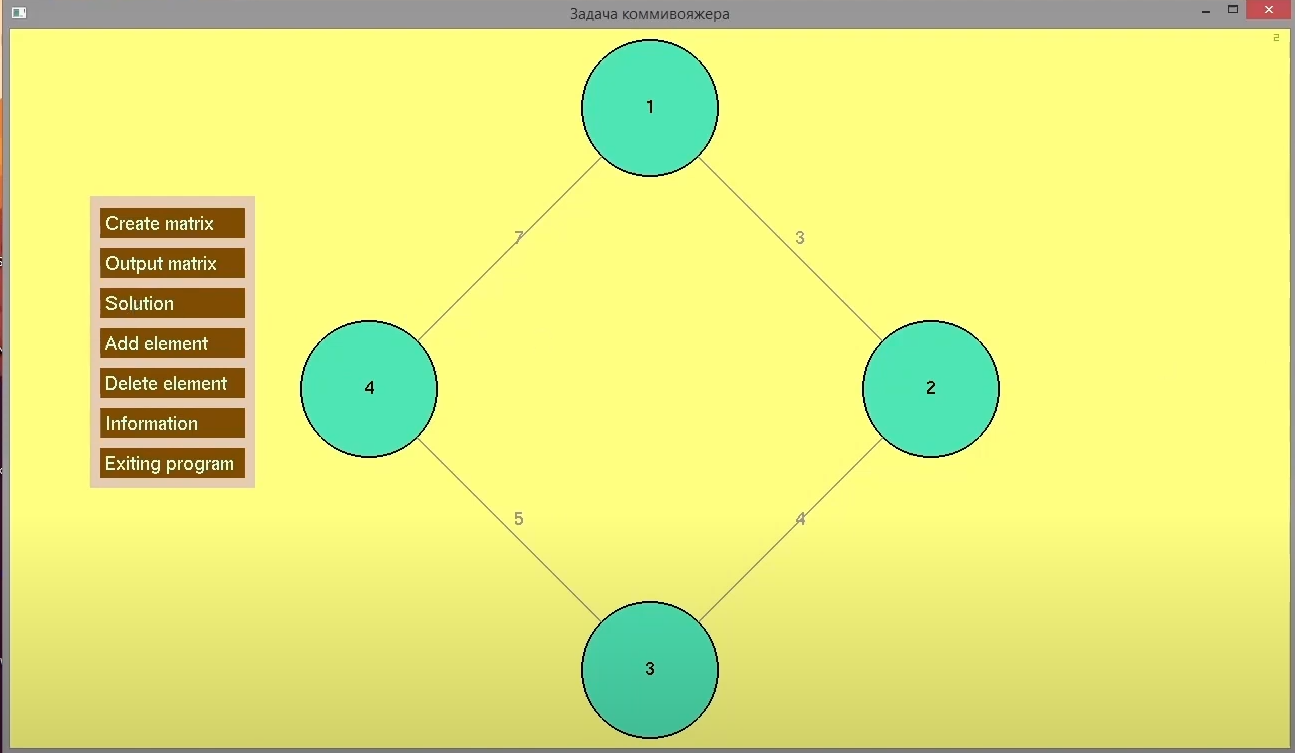 Задача коммивояжера
2
1
7
3
Create matrix
Output matrix
Solution
Add element
Delete element
Information
Exiting program
4
2
5
4
3